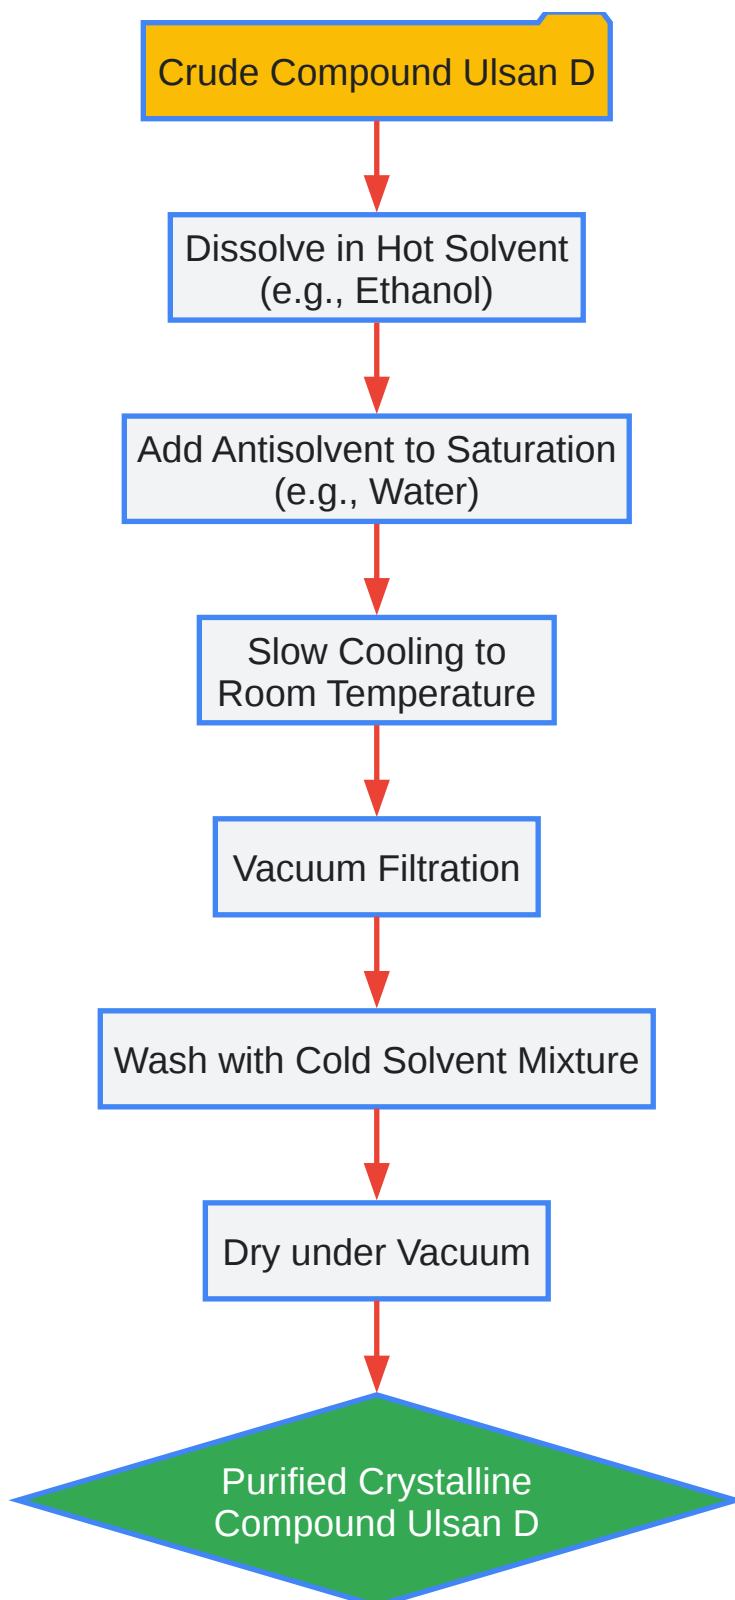 Crude Compound Ulsan D
Dissolve in Hot Solvent
(e.g., Ethanol)
Add Antisolvent to Saturation
(e.g., Water)
Slow Cooling to
Room Temperature
Vacuum Filtration
Wash with Cold Solvent Mixture
Dry under Vacuum
Purified Crystalline
Compound Ulsan D